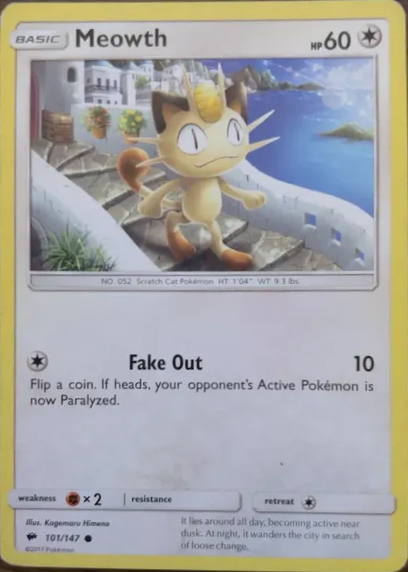 BASIC Meowth HP 60
NO. 052 Scratch Cat Pokémon HT: 1'04" WT: 9.3 lbs.
Fake Out 10
Flip a coin. If heads, your opponent's Active Pokémon is
now Paralyzed.
weakness ×2 resistance retreat
Illus. Kagemaru Himeno
101/147
©2017 Pokémon
It lies around all day, becoming active near
dusk. At night, it wanders the city in search
of loose change.